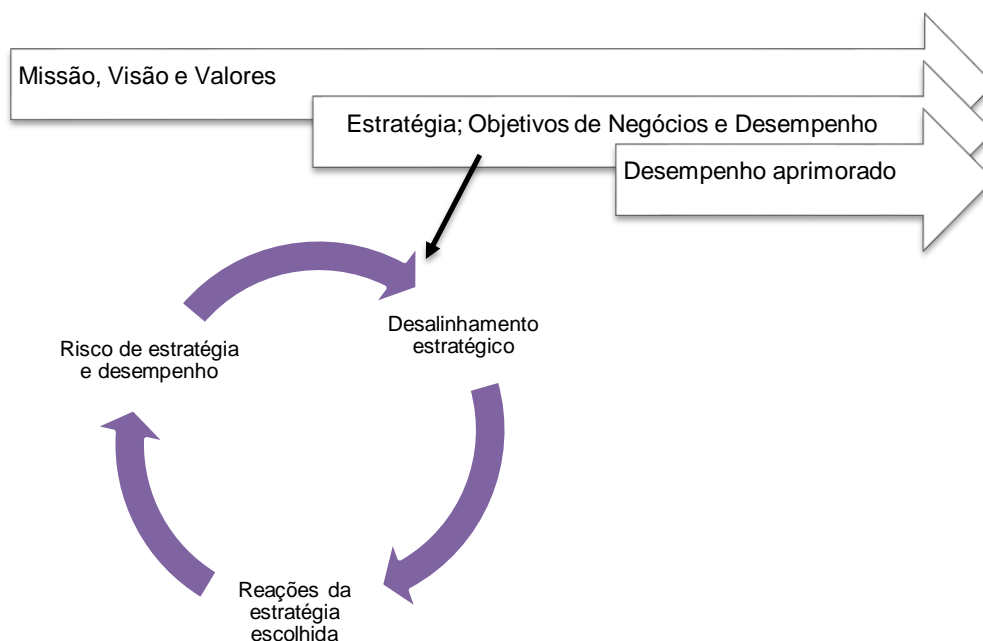 Missão, Visão e Valores
Estratégia; Objetivos de Negócios e Desempenho
Desempenho aprimorado
Desalinhamento
estratégico
Risco de estratégia
e desempenho
Reações da
estratégia
escolhida